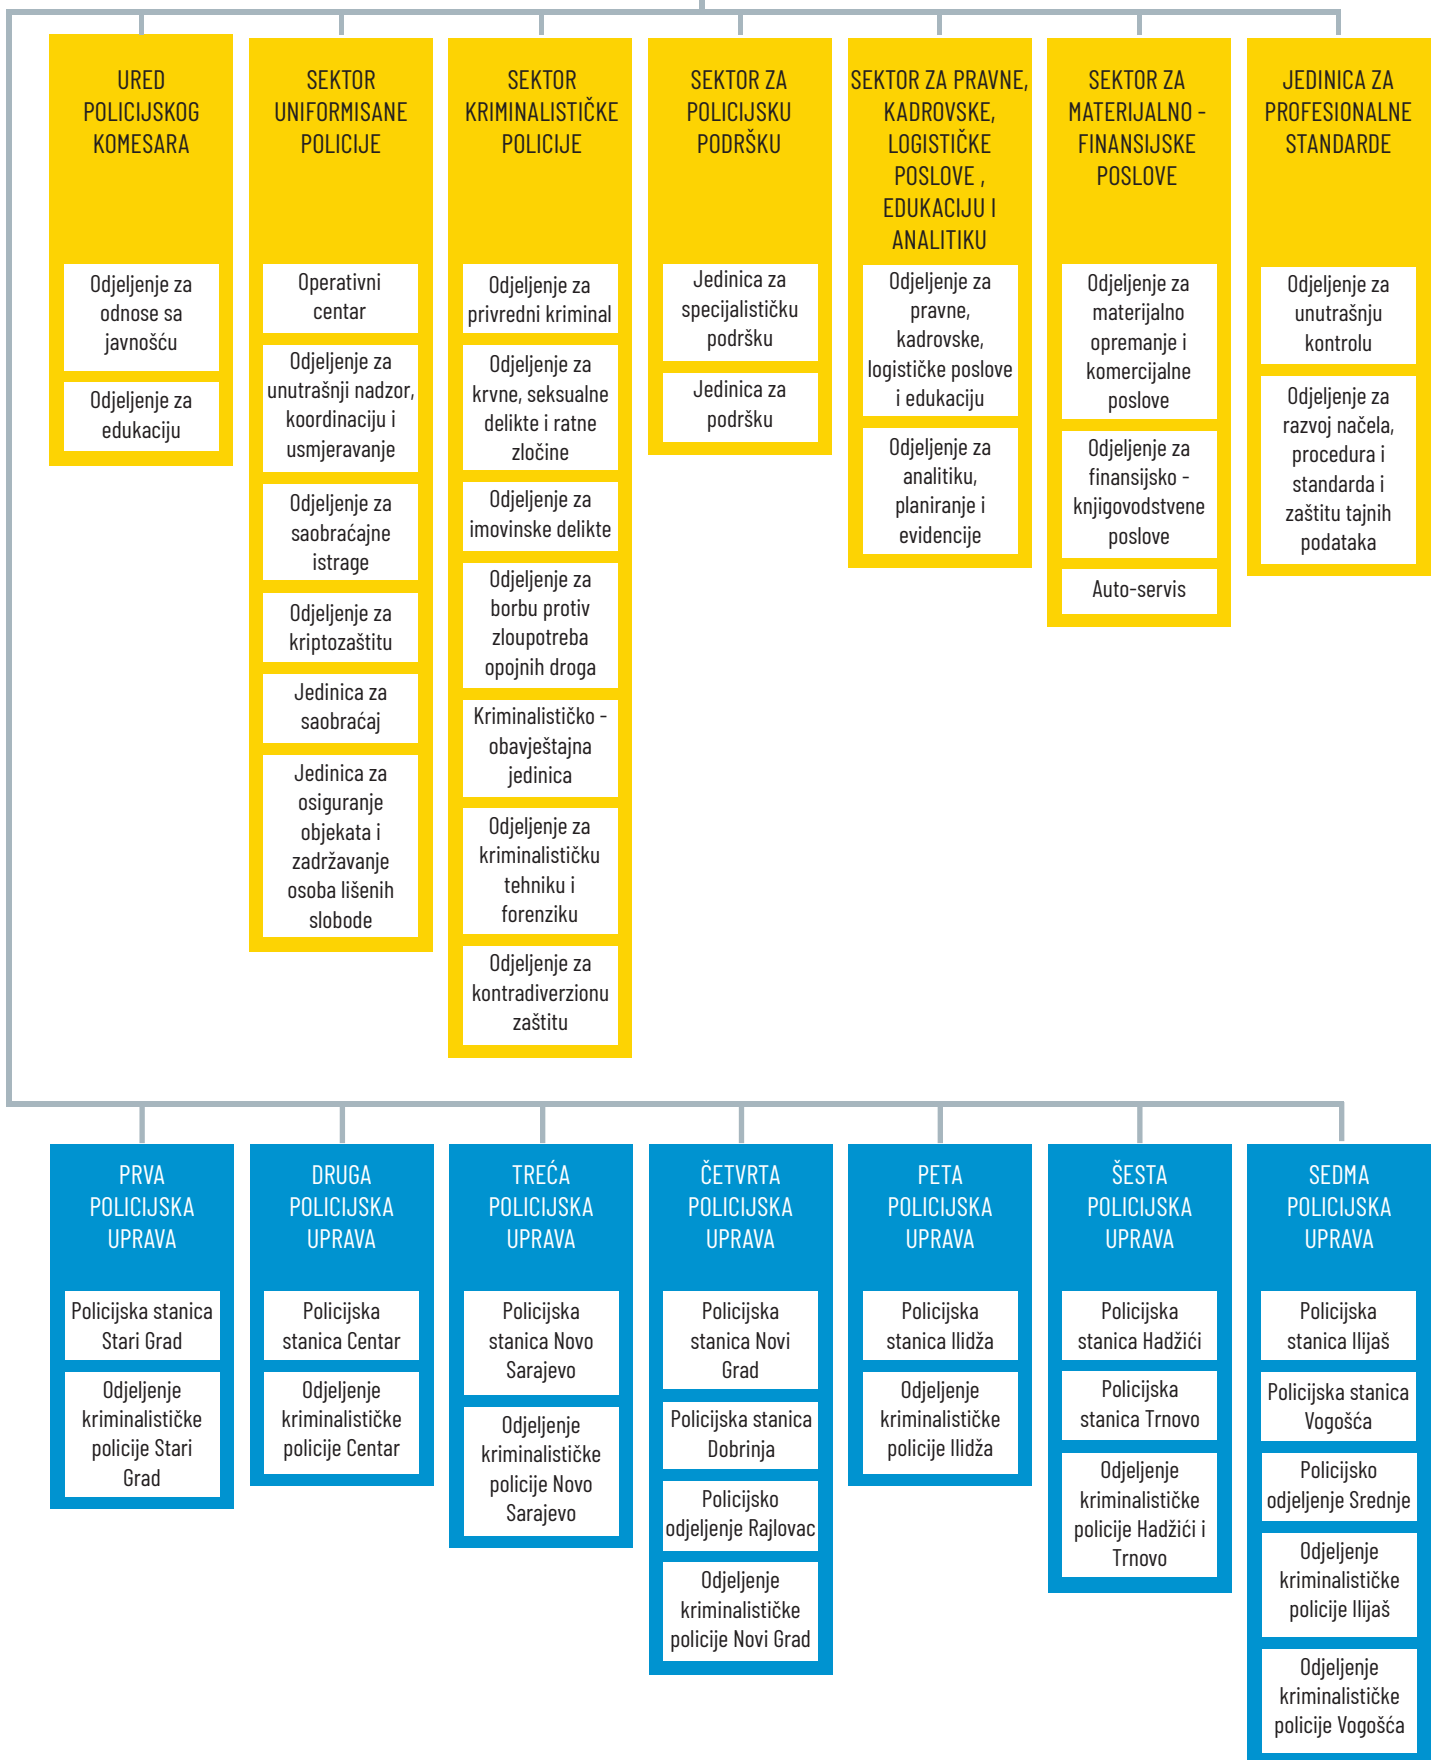 URED
POLICIJSKOG
KOMESARA
Odjeljenje za
odnose sa
javnošću
Odjeljenje za
edukaciju
SEKTOR
UNIFORMISANE
POLICIJE
Operativni
centar
Odjeljenje za
unutrašnji nadzor,
koordinaciju i
usmjeravanje
Odjeljenje za
saobraćajne
istrage
Odjeljenje za
kriptozaštitu
Jedinica za
saobraćaj
Jedinica za
osiguranje
objekata i
zadržavanje
osoba lišenih
slobode
SEKTOR
KRIMINALISTIČKE
POLICIJE
Odjeljenje za
privredni kriminal
Odjeljenje za
krvne, seksualne
delikte i ratne
zločine
Odjeljenje za
imovinske delikte
Odjeljenje za
borbu protiv
zloupotreba
opojnih droga
Kriminalističko -
obavještajna
jedinica
Odjeljenje za
kriminalističku
tehniku i
forenziku
Odjeljenje za
kontradiverzionu
zaštitu
SEKTOR ZA
POLICIJSKU
PODRŠKU
Jedinica za
specijalističku
podršku
Jedinica za
podršku
SEKTOR ZA PRAVNE,
KADROVSKE,
LOGISTIČKE
POSLOVE ,
EDUKACIJU I
ANALITIKU
Odjeljenje za
pravne,
kadrovske,
logističke poslove
i edukaciju
Odjeljenje za
analitiku,
planiranje i
evidencije
SEKTOR ZA
MATERIJALNO -
FINANSIJSKE
POSLOVE
Odjeljenje za
materijalno
opremanje i
komercijalne
poslove
Odjeljenje za
finansijsko -
knjigovodstvene
poslove
Auto-servis
JEDINICA ZA
PROFESIONALNE
STANDARDE
Odjeljenje za
unutrašnju
kontrolu
Odjeljenje za
razvoj načela,
procedura i
standarda i
zaštitu tajnih
podataka
PRVA
POLICIJSKA
UPRAVA
Policijska stanica
Stari Grad
Odjeljenje
kriminalističke
policije Stari
Grad
DRUGA
POLICIJSKA
UPRAVA
Policijska
stanica Centar
Odjeljenje
kriminalističke
policije Centar
TREĆA
POLICIJSKA
UPRAVA
Policijska
stanica Novo
Sarajevo
Odjeljenje
kriminalističke
policije Novo
Sarajevo
ČETVRTA
POLICIJSKA
UPRAVA
Policijska
stanica Novi
Grad
Policijska stanica
Dobrinja
Policijsko
odjeljenje Rajlovac
Odjeljenje
kriminalističke
policije Novi Grad
PETA
POLICIJSKA
UPRAVA
Policijska
stanica Ilidža
Odjeljenje
kriminalističke
policije Ilidža
ŠESTA
POLICIJSKA
UPRAVA
Policijska
stanica Hadžići
Policijska
stanica Trnovo
Odjeljenje
kriminalističke
policije Hadžići i
Trnovo
SEDMA
POLICIJSKA
UPRAVA
Policijska
stanica Ilijaš
Policijska stanica
Vogošća
Policijsko
odjeljenje Srednje
Odjeljenje
kriminalističke
policije Ilijaš
Odjeljenje
kriminalističke
policije Vogošća